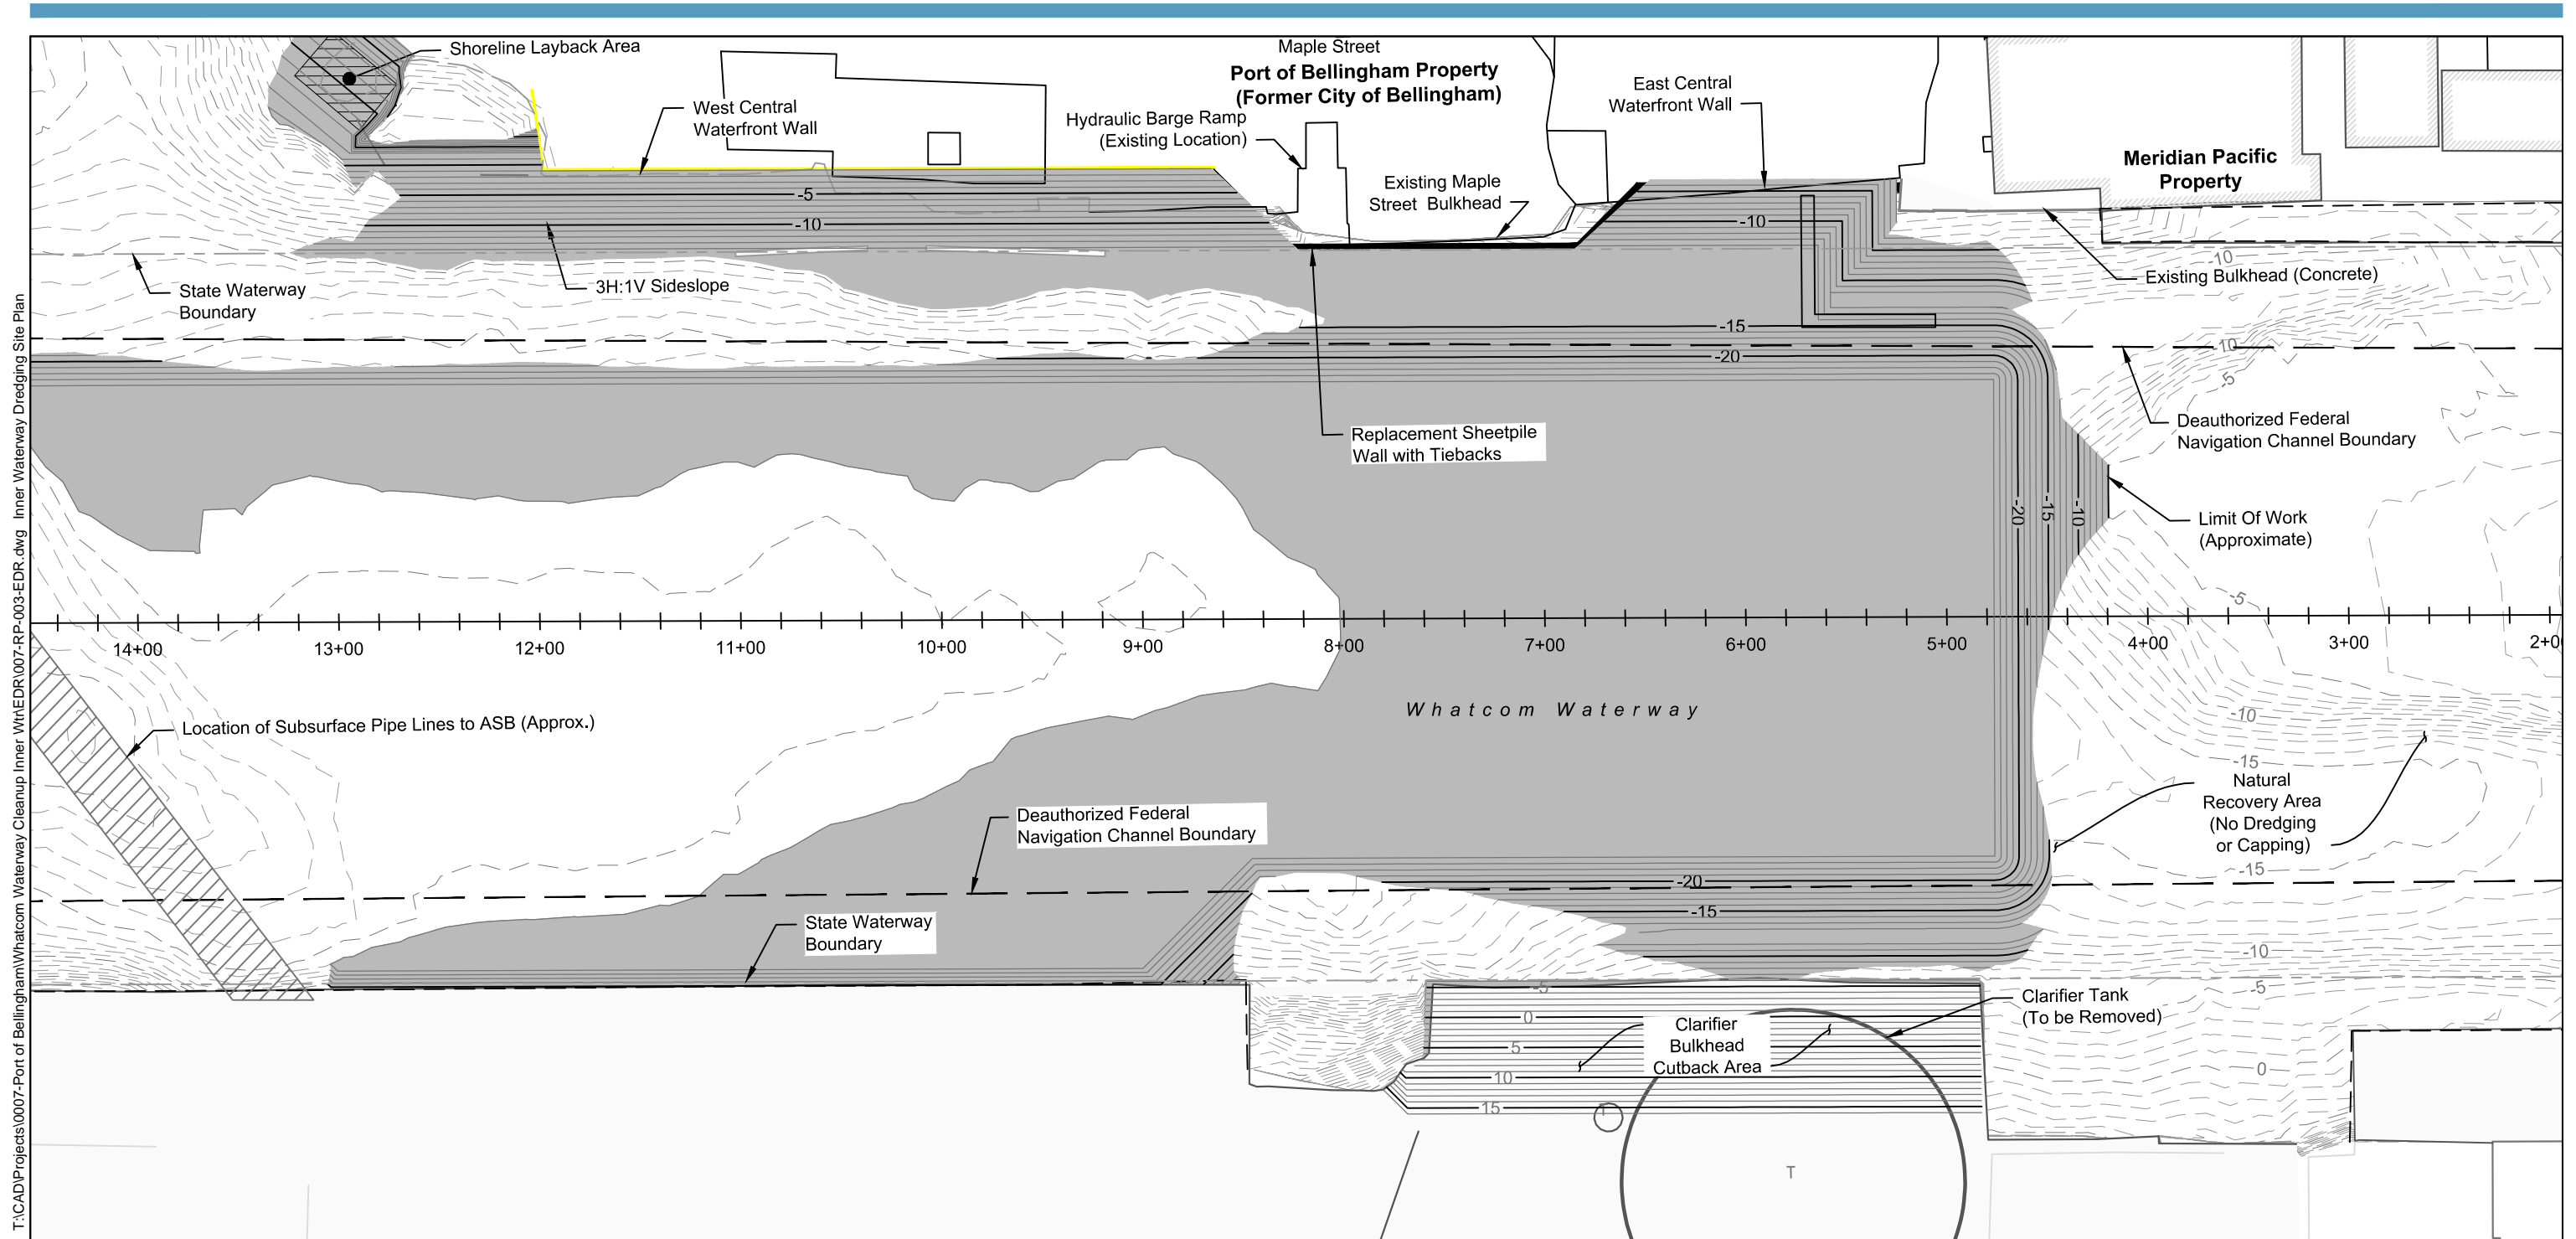 Shoreline Layback Area
West Central
Waterfront Wall
Maple Street
Port of Bellingham Property
(Former City of Bellingham)
Hydraulic Barge Ramp
(Existing Location)
East Central
Waterfront Wall
Existing Maple
Street Bulkhead
Meridian Pacific
Property
-5
-10
-10
-10
State Waterway
Boundary
3H:1V Sideslope
Existing Bulkhead (Concrete)
-15
-20
-10
-5
Replacement Sheetpile
Wall with Tiebacks
Deauthorized Federal
Navigation Channel Boundary
-20
-15
-10
Limit Of Work
(Approximate)
-5
14+00
13+00
12+00
11+00
10+00
9+00
8+00
7+00
6+00
5+00
4+00
3+00
2+0
Whatcom Waterway
Location of Subsurface Pipe Lines to ASB (Approx.)
-10
-15
Natural
Recovery Area
(No Dredging
or Capping)
-15
Deauthorized Federal
Navigation Channel Boundary
-20
-15
State Waterway
Boundary
-10
-5
-5
0
5
10
15
Clarifier
Bulkhead
Cutback Area
Clarifier Tank
(To be Removed)
0
T
T
T:\CAD\Projects\0007-Port of Bellingham\Whatcom Waterway Cleanup Inner Wtr\EDR\007-RP-003-EDR.dwg Inner Waterway Dredging Site Plan